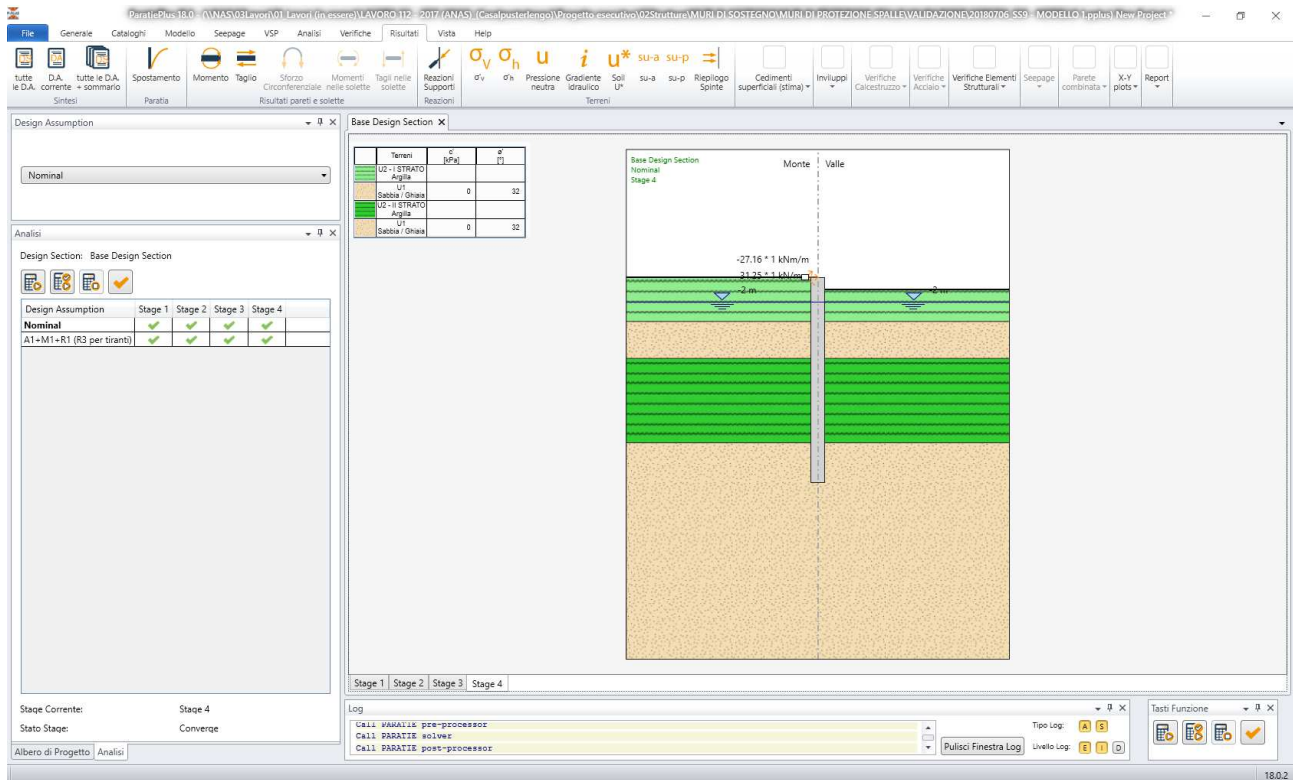 ParatiePlus 18.0 - (\\NAS\03Lavori\01_Lavori (in essere)\LAVORO 112 - 2017 (ANAS)_(Casalpusterlengo)\Progetto esecutivo\02Strutture\MURI DI SOSTEGNO\MURI DI PROTEZIONE SPALLE\VALIDAZIONE\20180706_SS9 - MODELLO 1.pplus) New Project *
File Generale Cataloghi Modello Seepage VSP Analisi Verifiche Risultati Vista Help
σV σh u i u* su-a su-p
tutte le D.A. D.A. corrente tutte le D.A. + sommario Spostamento Momento Taglio Sforzo Circonferenziale Momenti nelle solette Tagli nelle solette Reazioni Supporti σ'v σ'h Pressione neutra Gradiente idraulico Soil U* su-a su-p Riepilogo Spinte Cedimenti superficiali (stima) Inviluppi Verifiche Calcestruzzo Verifiche Acciaio Verifiche Elementi Strutturali Seepage Parete combinata X-Y plots Report
Sintesi Paratia Risultati pareti e solette Reazioni Terreni
Design Assumption
Nominal
Analisi
Design Section: Base Design Section
Design Assumption Stage 1 Stage 2 Stage 3 Stage 4
Nominal
A1+M1+R1 (R3 per tiranti)
Stage Corrente: Stage 4
Stato Stage: Converge
Albero di Progetto Analisi
Base Design Section X
Terreni c' [kPa] ø' [°]
U2 - I STRATO
Argilla
U1
Sabbia / Ghiaia 0 32
U2 - II STRATO
Argilla
U1
Sabbia / Ghiaia 0 32
Base Design Section
Nominal
Stage 4
Monte Valle
-27.16 * 1 kNm/m
-31.25 * 1 kN/m
-2 m -2 m
Stage 1 Stage 2 Stage 3 Stage 4
Log
Call PARATIE pre-processor
Call PARATIE solver
Call PARATIE post-processor
Pulisci Finestra Log
Tipo Log: A S
Livello Log: E I D
Tasti Funzione
18.0.2